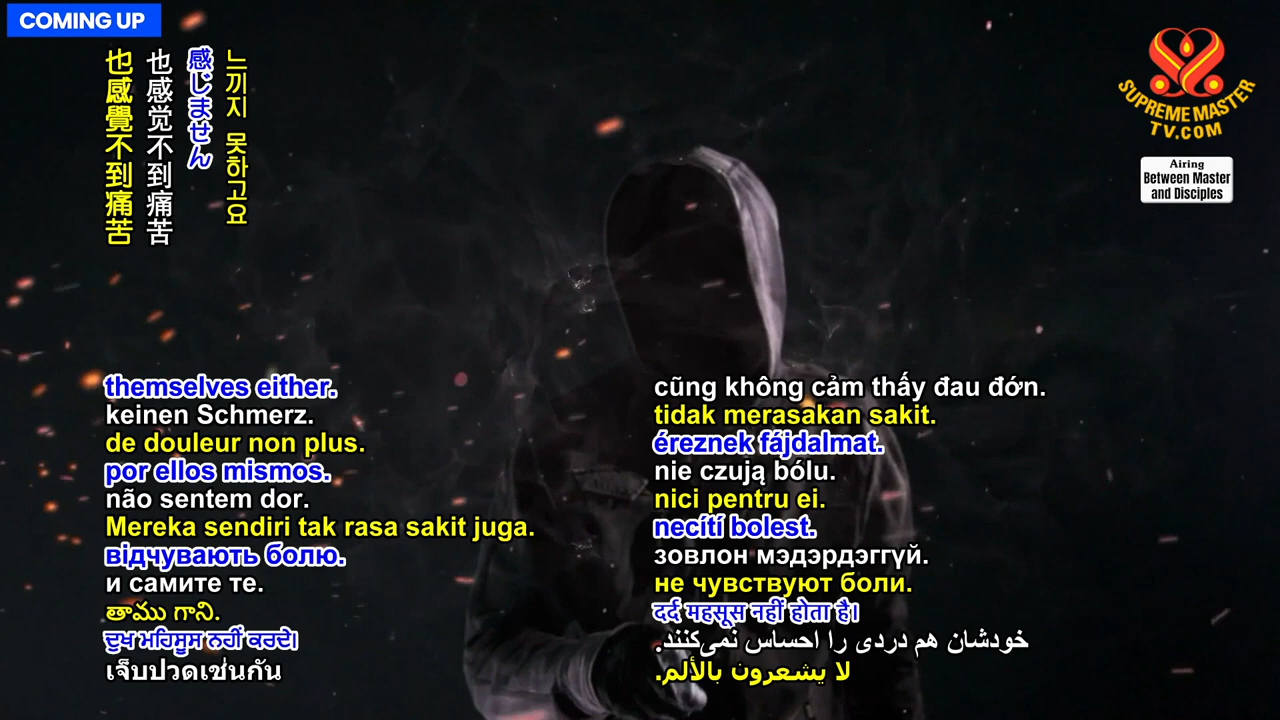 COMING UP
SUPREME MASTER
TV.COM
Airing
Between Master
and Disciples
느끼지 못하고요
感じません
也感觉不到痛苦
也感覺不到痛苦
themselves either.
keinen Schmerz.
de douleur non plus.
por ellos mismos.
não sentem dor.
Mereka sendiri tak rasa sakit juga.
відчувають болю.
и самите те.
తాము గాని.
ਦੁਖ ਮਹਿਸੂਸ ਨਹੀਂ ਕਰਦੇ।
เจ็บปวดเช่นกัน
cũng không cảm thấy đau đớn.
tidak merasakan sakit.
éreznek fájdalmat.
nie czują bólu.
nici pentru ei.
necítí bolest.
зовлон мэдэрдэггүй.
не чувствуют боли.
दर्द महसूस नहीं होता है।
خودشان هم دردی را احساس نمی‌کنند.
لا يشعرون بالألم.